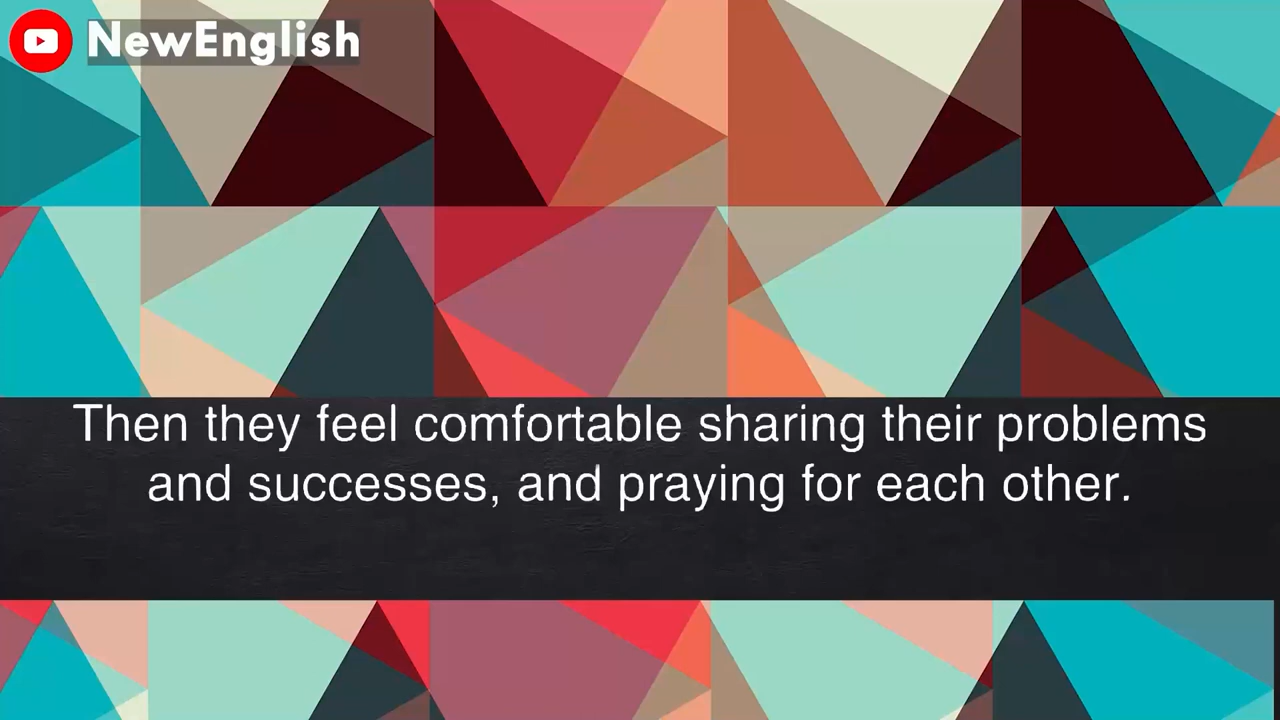 NewEnglish
Then they feel comfortable sharing their problems
and successes, and praying for each other.